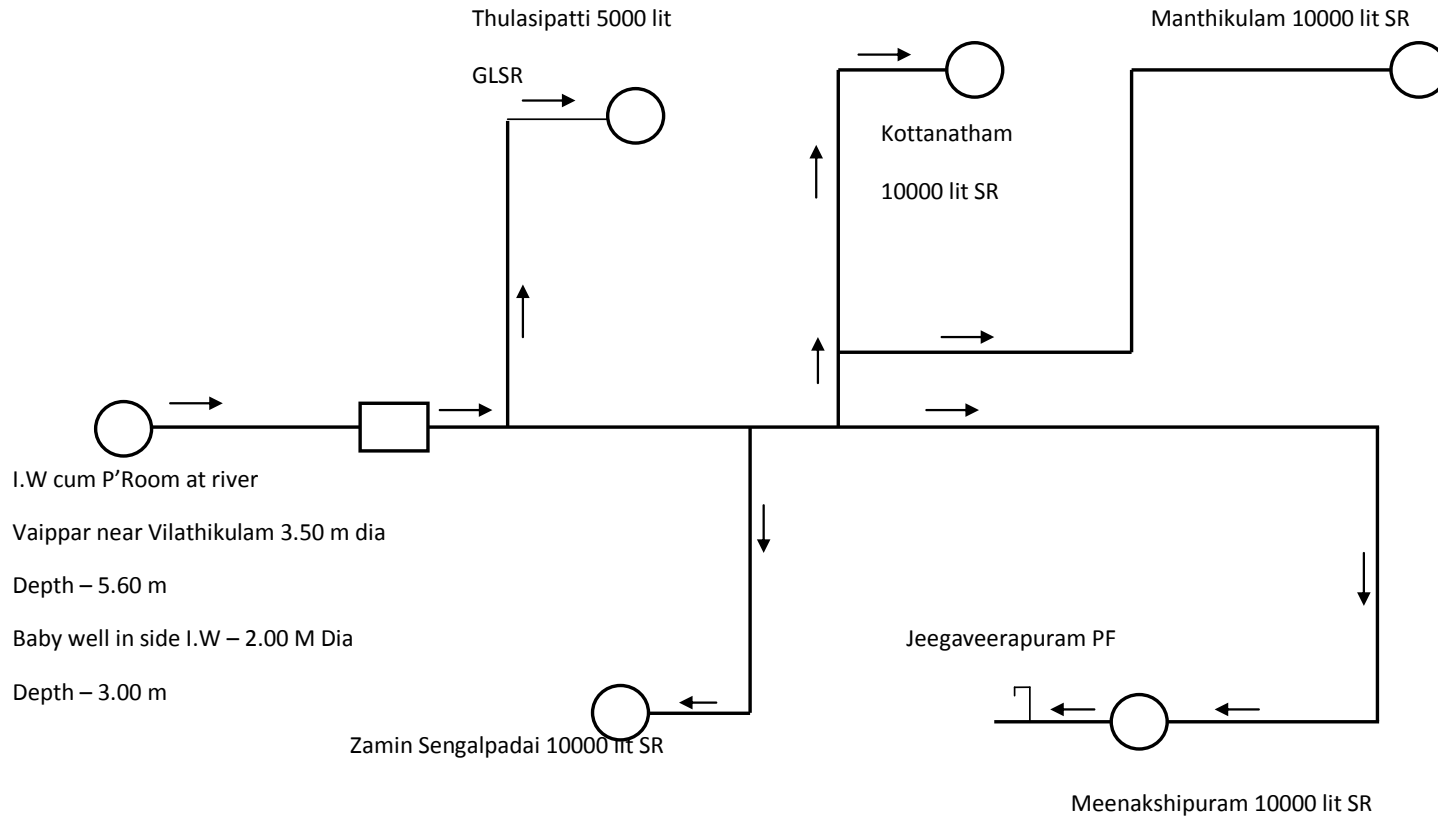 Thulasipatti 5000 lit
GLSR
Manthikulam 10000 lit SR
Kottanatham
10000 lit SR
I.W cum P’Room at river
Vaippar near Vilathikulam 3.50 m dia
Depth – 5.60 m
Baby well in side I.W – 2.00 M Dia
Depth – 3.00 m
Jeegaveerapuram PF
Zamin Sengalpadai 10000 lit SR
Meenakshipuram 10000 lit SR